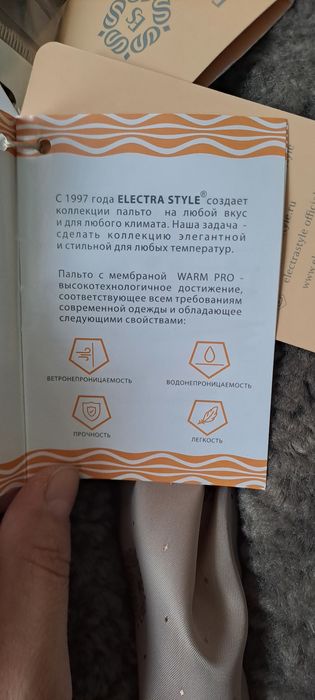 С 1997 года ELECTRA STYLE® создает
коллекции пальто на любой вкус
и для любого климата. Наша задача -
сделать коллекцию элегантной
и стильной для любых температур.
Пальто с мембраной WARM PRO -
высокотехнологичное достижение,
соответствующее всем требованиям
современной одежды и обладающее
следующими свойствами:
ВЕТРОНЕПРОНИЦАЕМОСТЬ
ВОДОНЕПРОНИЦАЕМОСТЬ
ПРОЧНОСТЬ
ЛЕГКОСТЬ
electrastyle official